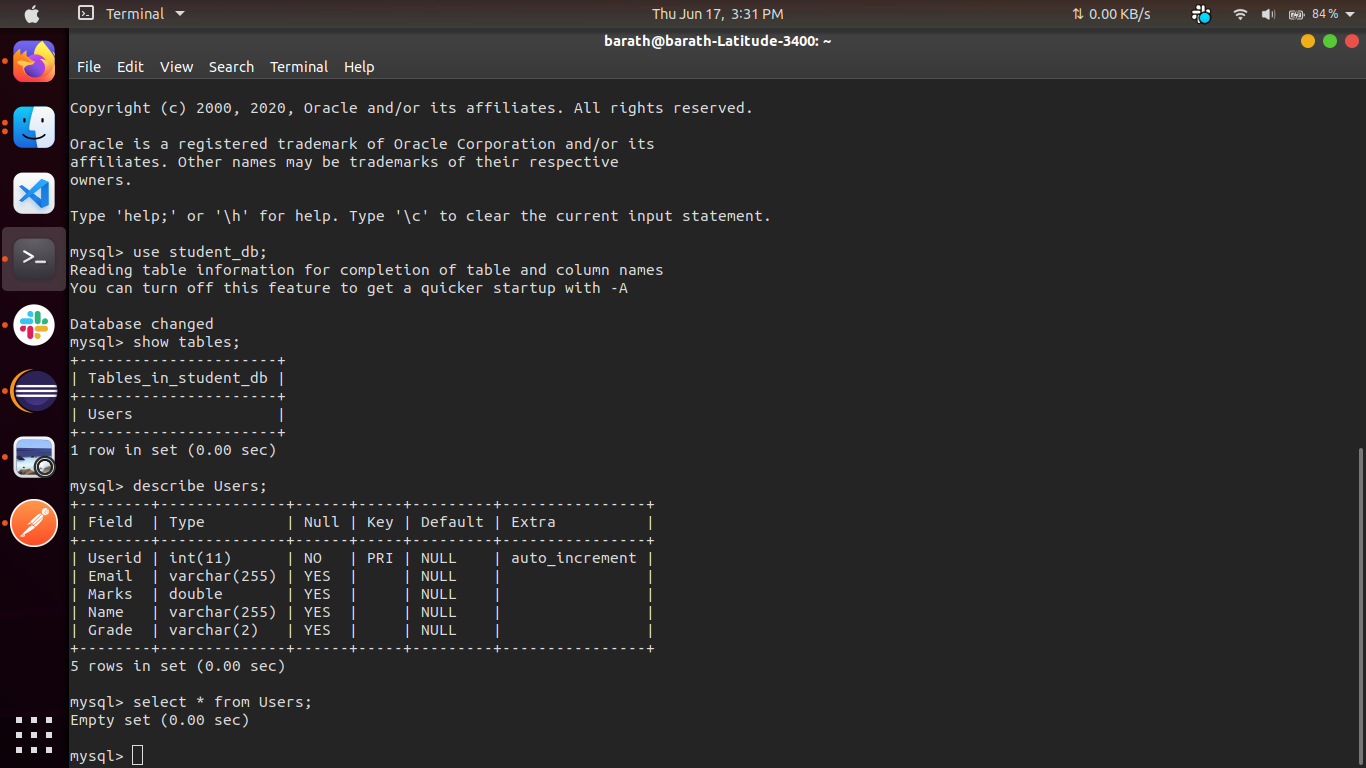 Terminal
Thu Jun 17, 3:31 PM
0.00 KB/s
84 %
barath@barath-Latitude-3400: ~
File Edit View Search Terminal Help
Copyright (c) 2000, 2020, Oracle and/or its affiliates. All rights reserved.
Oracle is a registered trademark of Oracle Corporation and/or its
affiliates. Other names may be trademarks of their respective
owners.
Type 'help;' or '\h' for help. Type '\c' to clear the current input statement.
mysql> use student_db;
Reading table information for completion of table and column names
You can turn off this feature to get a quicker startup with -A
Database changed
mysql> show tables;
+----------------------+
| Tables_in_student_db |
+----------------------+
| Users                |
+----------------------+
1 row in set (0.00 sec)
mysql> describe Users;
+--------+--------------+------+-----+---------+----------------+
| Field  | Type         | Null | Key | Default | Extra          |
+--------+--------------+------+-----+---------+----------------+
| Userid | int(11)      | NO   | PRI | NULL    | auto_increment |
| Email  | varchar(255) | YES  |     | NULL    |                |
| Marks  | double       | YES  |     | NULL    |                |
| Name   | varchar(255) | YES  |     | NULL    |                |
| Grade  | varchar(2)   | YES  |     | NULL    |                |
+--------+--------------+------+-----+---------+----------------+
5 rows in set (0.00 sec)
mysql> select * from Users;
Empty set (0.00 sec)
mysql>